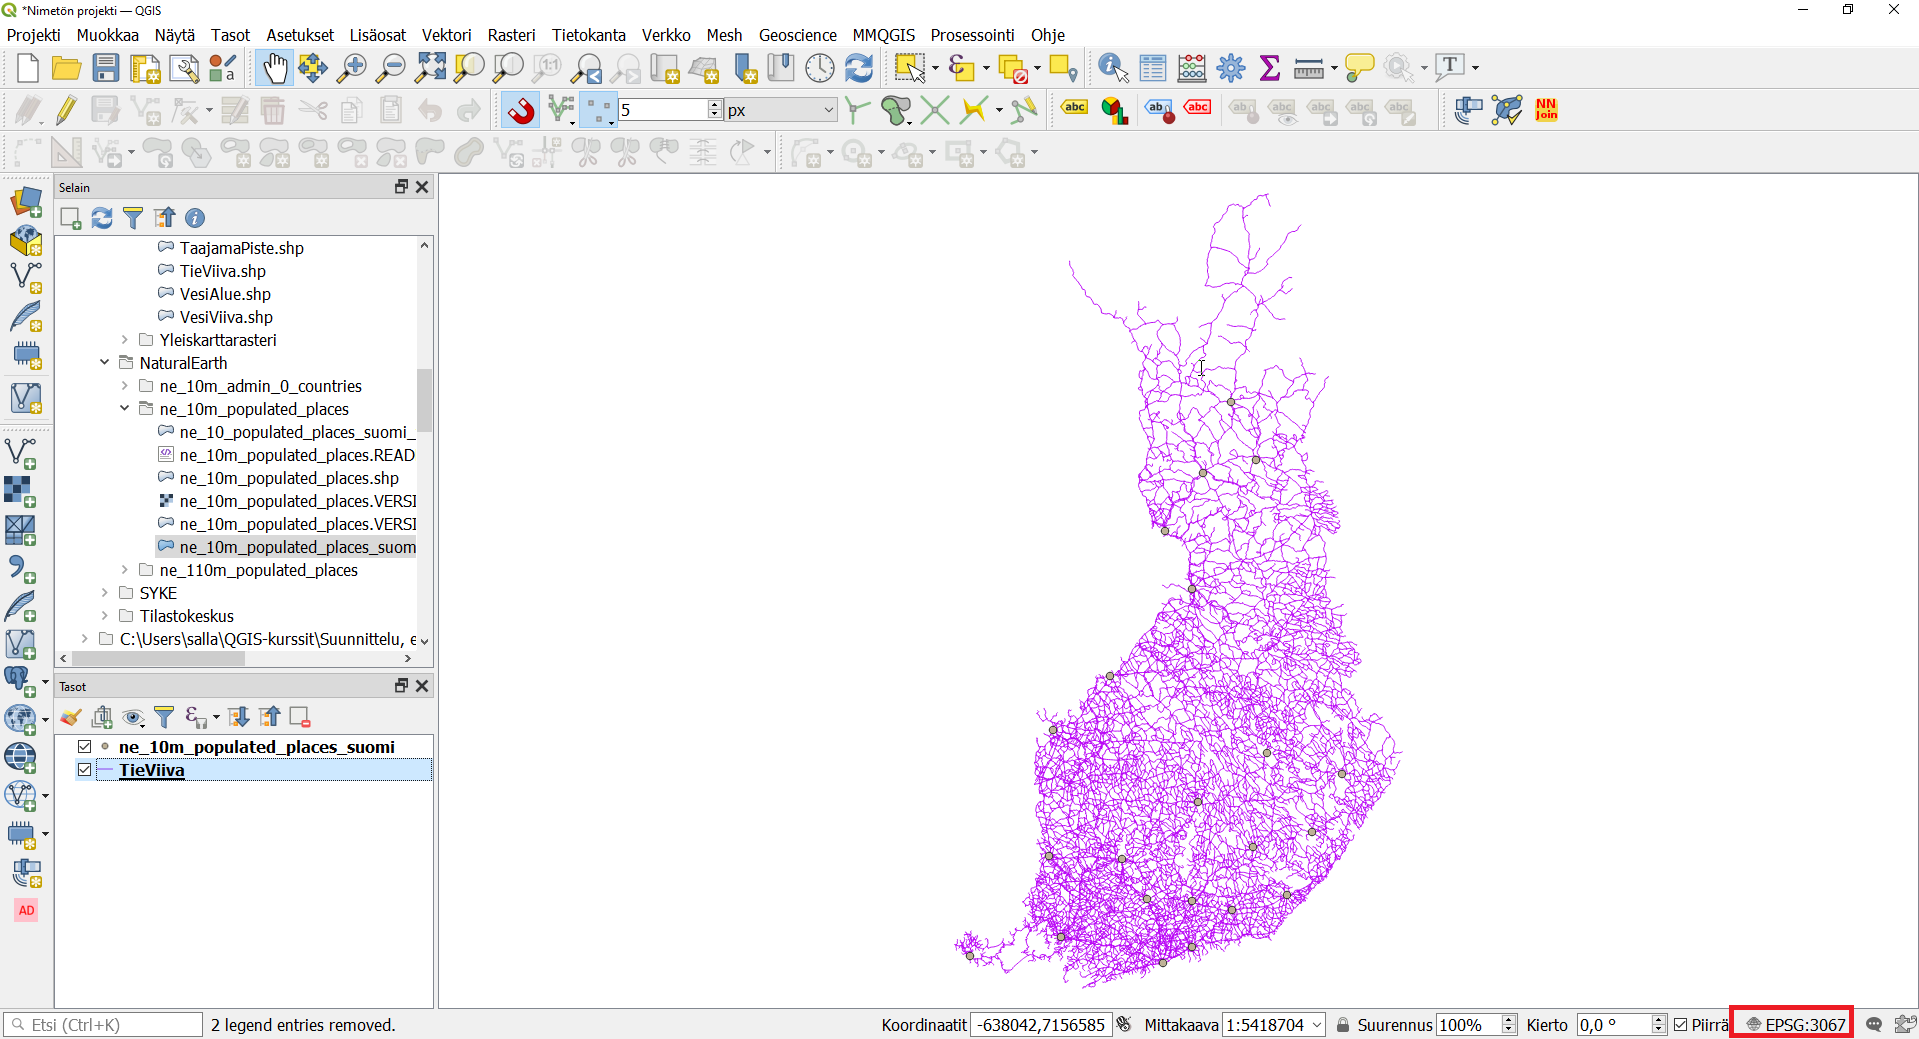 *Nimetön projekti — QGIS
Projekti Muokkaa Näytä Tasot Asetukset Lisäosat Vektori Rasteri Tietokanta Verkko Mesh Geoscience MMQGIS Prosessointi Ohje
5 px
NN
Join
Selain
TaajamaPiste.shp
TieViiva.shp
VesiAlue.shp
VesiViiva.shp
Yleiskarttarasteri
NaturalEarth
ne_10m_admin_0_countries
ne_10m_populated_places
ne_10_populated_places_suomi_
ne_10m_populated_places.READ
ne_10m_populated_places.shp
ne_10m_populated_places.VERSI
ne_10m_populated_places.VERSI
ne_10m_populated_places_suom
ne_110m_populated_places
SYKE
Tilastokeskus
C:\Users\salla\QGIS-kurssit\Suunnittelu, e
Tasot
ne_10m_populated_places_suomi
TieViiva
AD
Etsi (Ctrl+K) 2 legend entries removed. Koordinaatit -638042,7156585 Mittakaava 1:5418704 Suurennus 100% Kierto 0,0 ° Piirrä EPSG:3067